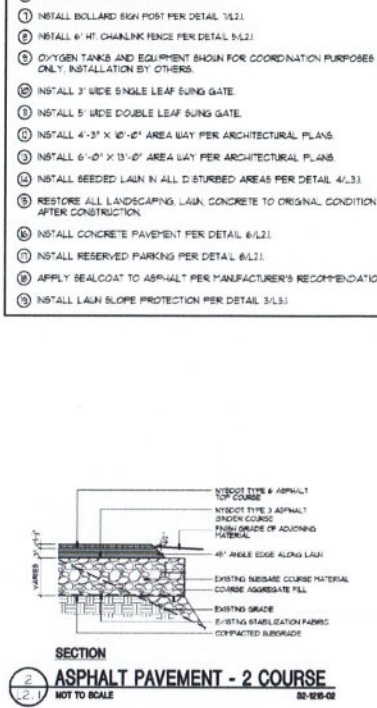 ⑦ INSTALL BOLLARD SIGN POST PER DETAIL 7/L2.1.
⑧ INSTALL 6' HT. CHAINLINK FENCE PER DETAIL 5/L2.1.
⑨ OXYGEN TANKS AND EQUIPMENT SHOWN FOR COORDINATION PURPOSES
ONLY, INSTALLATION BY OTHERS.
⑩ INSTALL 3' WIDE SINGLE LEAF SWING GATE.
⑪ INSTALL 5' WIDE DOUBLE LEAF SWING GATE.
⑫ INSTALL 4'-3" X 10'-0" AREA WAY PER ARCHITECTURAL PLANS.
⑬ INSTALL 6'-0" X 13'-0" AREA WAY PER ARCHITECTURAL PLANS.
⑭ INSTALL SEEDED LAWN IN ALL DISTURBED AREAS PER DETAIL 4/L3.1.
⑮ RESTORE ALL LANDSCAPING, LAWN, CONCRETE TO ORIGINAL CONDITION
AFTER CONSTRUCTION.
⑯ INSTALL CONCRETE PAVEMENT PER DETAIL 6/L2.1.
⑰ INSTALL RESERVED PARKING PER DETAIL 8/L2.1.
⑱ APPLY SEALCOAT TO ASPHALT PER MANUFACTURER'S RECOMMENDATIO
⑲ INSTALL LAWN SLOPE PROTECTION PER DETAIL 3/L3.1.
NYSDOT TYPE 6 ASPHALT
TOP COURSE
NYSDOT TYPE 3 ASPHALT
BINDER COURSE
FINISH GRADE OF ADJOINING
MATERIAL
45° ANGLE EDGE ALONG LAWN
VARIES
EXISTING SUBBASE COURSE MATERIAL
COARSE AGGREGATE FILL
EXISTING GRADE
EXISTING STABILIZATION FABRIC
COMPACTED SUBGRADE
SECTION
2
L2.1
ASPHALT PAVEMENT - 2 COURSE
NOT TO SCALE
32-1216-02